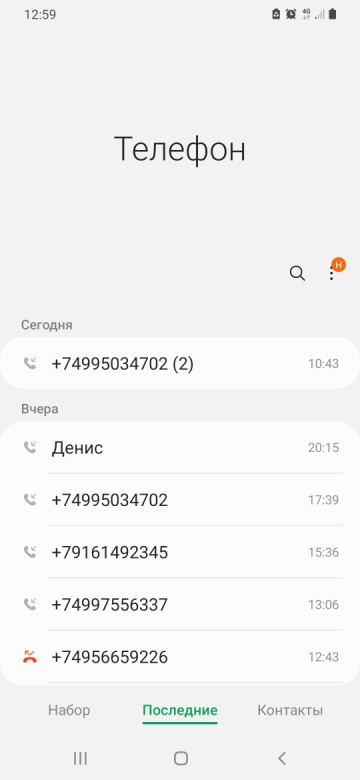 12:59
4G
Телефон
Н
Сегодня
+74995034702 (2) 10:43
Вчера
Денис 20:15
+74995034702 17:39
+79161492345 15:36
+74997556337 13:06
+74956659226 12:43
Набор Последние Контакты